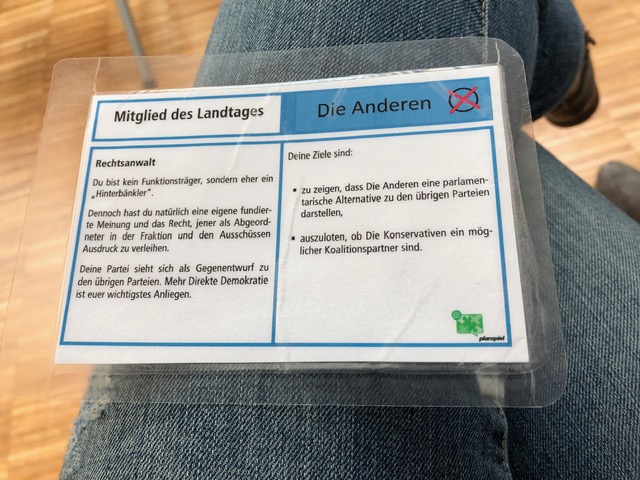 Mitglied des Landtages
Die Anderen
Rechtsanwalt
Du bist kein Funktionsträger, sondern eher ein
„Hinterbänkler".
Dennoch hast du natürlich eine eigene fundier-
te Meinung und das Recht, jener als Abgeord-
neter in der Fraktion und den Ausschüssen
Ausdruck zu verleihen.
Deine Partei sieht sich als Gegenentwurf zu
den übrigen Parteien. Mehr Direkte Demokratie
ist euer wichtigstes Anliegen.
Deine Ziele sind:
▪ zu zeigen, dass Die Anderen eine parlamen-
tarische Alternative zu den übrigen Parteien
darstellen,
▪ auszuloten, ob Die Konservativen ein mög-
licher Koalitionspartner sind.
planspiel